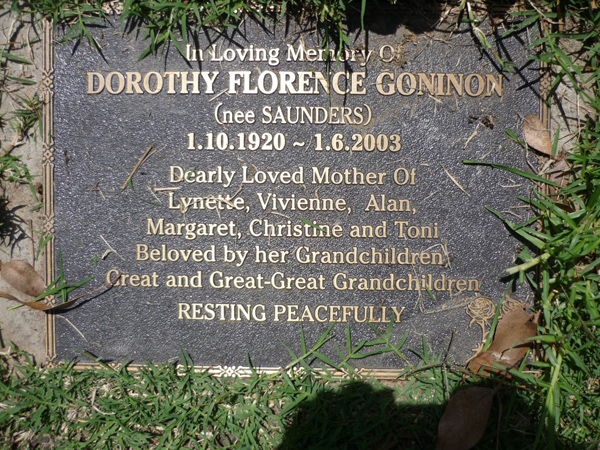 In Loving Memory Of
DOROTHY FLORENCE GONINON
(nee SAUNDERS)
1.10.1920 ~ 1.6.2003
Dearly Loved Mother Of
Lynette, Vivienne, Alan,
Margaret, Christine and Toni
Beloved by her Grandchildren,
Great and Great-Great Grandchildren
RESTING PEACEFULLY